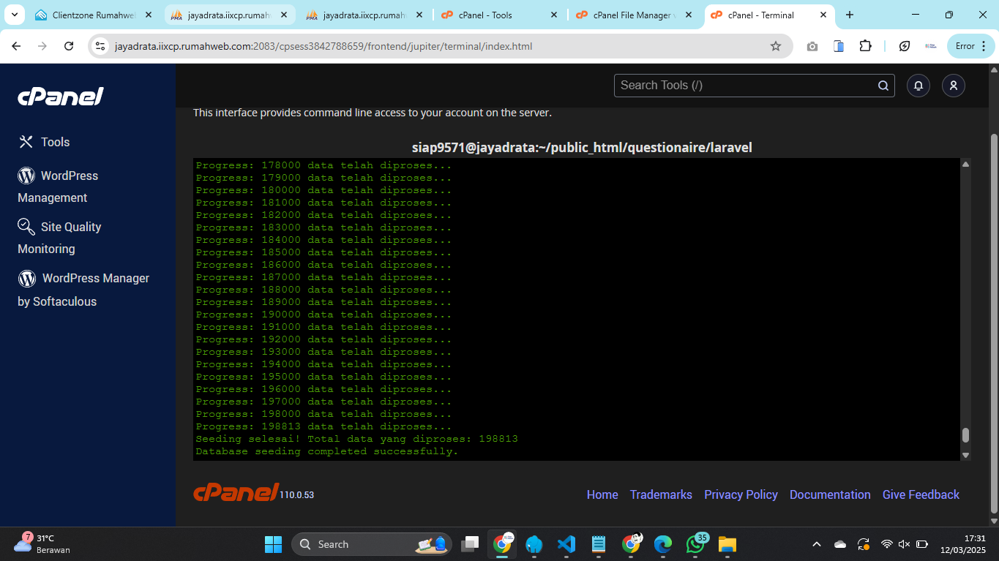 Clientzone Rumahwe
PMA
jayadrata.iixcp.rumah
PMA
jayadrata.iixcp.rumah
cPanel - Tools
cPanel File Manager v
cPanel - Terminal
jayadrata.iixcp.rumahweb.com:2083/cpsess3842788659/frontend/jupiter/terminal/index.html
Error
cPanel
Search Tools (/)
Tools
WordPress
Management
Site Quality
Monitoring
WordPress Manager
by Softaculous
This interface provides command line access to your account on the server.
siap9571@jayadrata:~/public_html/questionaire/laravel
Progress: 178000 data telah diproses...
Progress: 179000 data telah diproses...
Progress: 180000 data telah diproses...
Progress: 181000 data telah diproses...
Progress: 182000 data telah diproses...
Progress: 183000 data telah diproses...
Progress: 184000 data telah diproses...
Progress: 185000 data telah diproses...
Progress: 186000 data telah diproses...
Progress: 187000 data telah diproses...
Progress: 188000 data telah diproses...
Progress: 189000 data telah diproses...
Progress: 190000 data telah diproses...
Progress: 191000 data telah diproses...
Progress: 192000 data telah diproses...
Progress: 193000 data telah diproses...
Progress: 194000 data telah diproses...
Progress: 195000 data telah diproses...
Progress: 196000 data telah diproses...
Progress: 197000 data telah diproses...
Progress: 198000 data telah diproses...
Progress: 198813 data telah diproses...
Seeding selesai! Total data yang diproses: 198813
Database seeding completed successfully.
cPanel 110.0.53
Home
Trademarks
Privacy Policy
Documentation
Give Feedback
7
31°C
Berawan
Search
35
17:31
12/03/2025